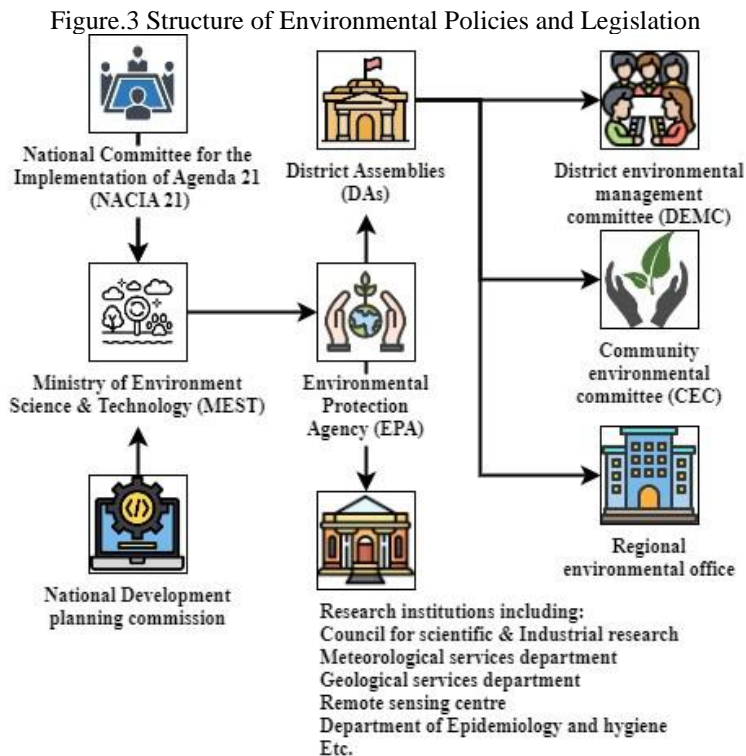 Figure.3 Structure of Environmental Policies and Legislation
National Committee for the
Implementation of Agenda 21
(NACIA 21)
District Assemblies
(DAs)
District environmental
management
committee (DEMC)
Ministry of Environment
Science & Technology (MEST)
Environmental
Protection
Agency (EPA)
Community
environmental
committee (CEC)
</>
National Development
planning commission
Regional
environmental office
Research institutions including:
Council for scientific & Industrial research
Meteorological services department
Geological services department
Remote sensing centre
Department of Epidemiology and hygiene
Etc.